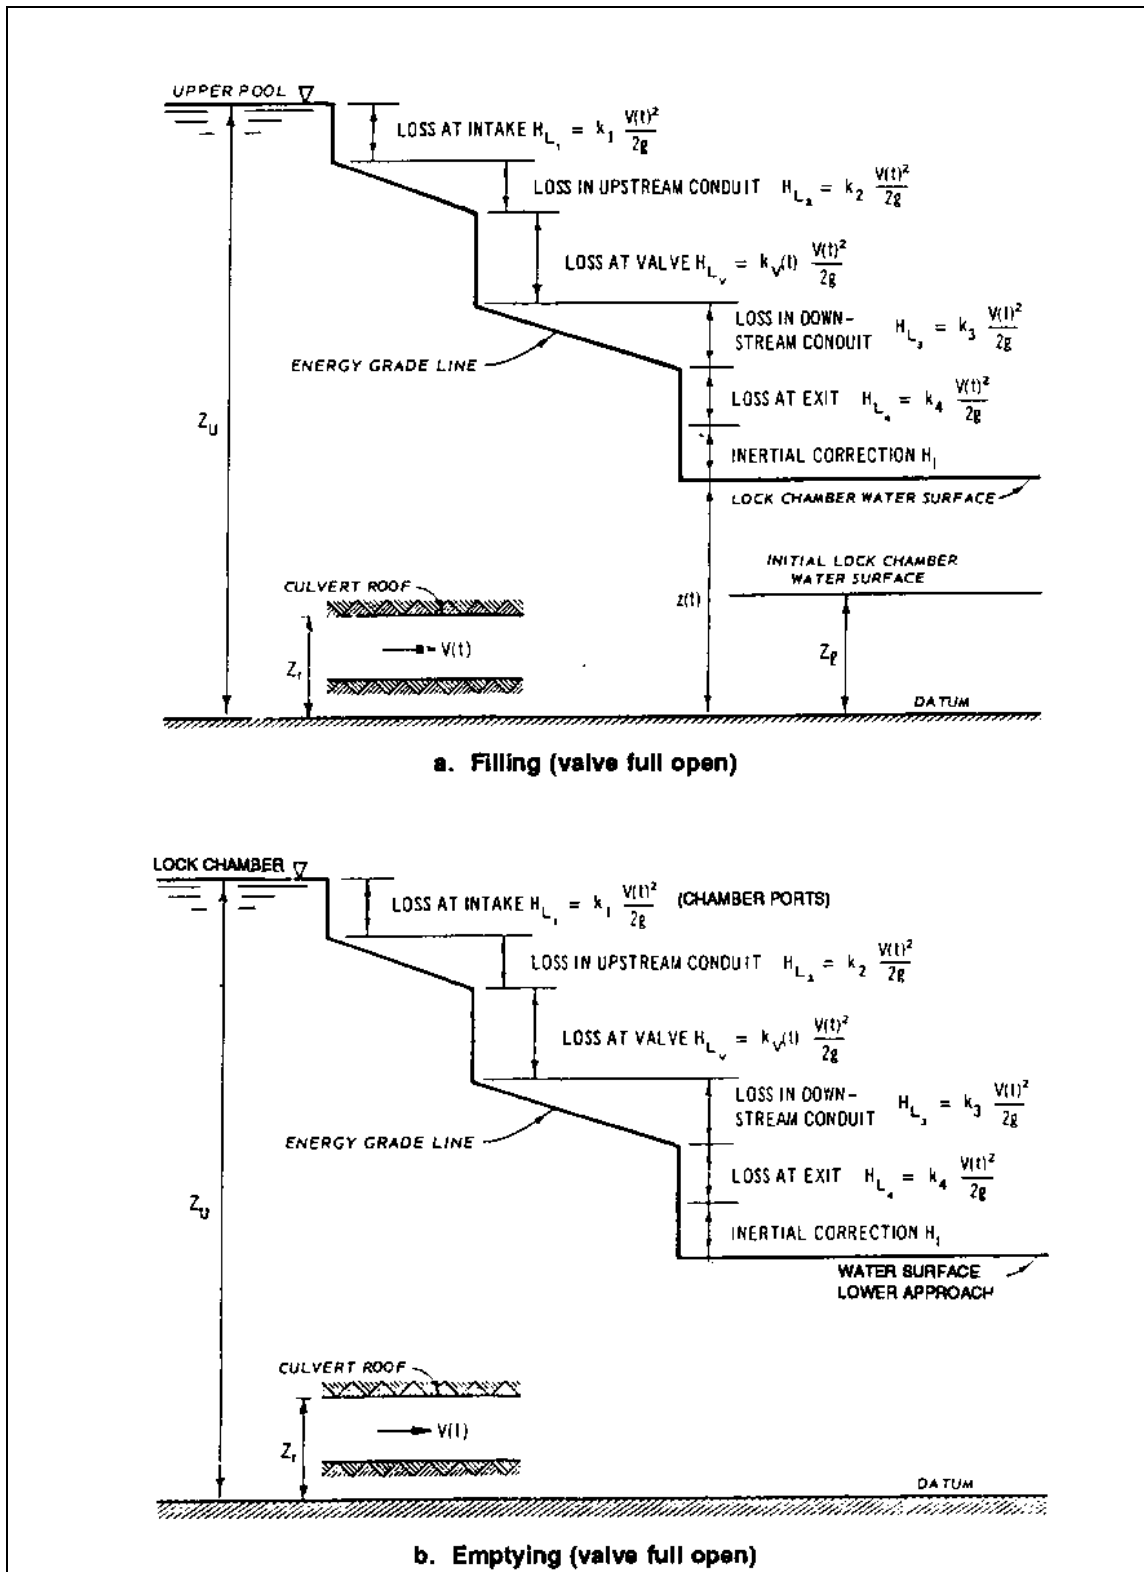 UPPER POOL
LOSS AT INTAKE H_L₁ = k₁ V(t)²/2g
LOSS IN UPSTREAM CONDUIT H_L₂ = k₂ V(t)²/2g
LOSS AT VALVE H_Lᵥ = kᵥ(t) V(t)²/2g
LOSS IN DOWN-
STREAM CONDUIT H_L₃ = k₃ V(t)²/2g
ENERGY GRADE LINE
LOSS AT EXIT H_L₄ = k₄ V(t)²/2g
Z_U
INERTIAL CORRECTION H_i
LOCK CHAMBER WATER SURFACE
INITIAL LOCK CHAMBER
WATER SURFACE
CULVERT ROOF
z(t)
V(t)
Z_r
Z_ℓ
DATUM
a. Filling (valve full open)
LOCK CHAMBER
LOSS AT INTAKE H_L₁ = k₁ V(t)²/2g (CHAMBER PORTS)
LOSS IN UPSTREAM CONDUIT H_L₂ = k₂ V(t)²/2g
LOSS AT VALVE H_Lᵥ = kᵥ(t) V(t)²/2g
LOSS IN DOWN-
STREAM CONDUIT H_L₃ = k₃ V(t)²/2g
ENERGY GRADE LINE
LOSS AT EXIT H_L₄ = k₄ V(t)²/2g
Z_U
INERTIAL CORRECTION H_i
WATER SURFACE
LOWER APPROACH
CULVERT ROOF
V(t)
Z_r
DATUM
b. Emptying (valve full open)